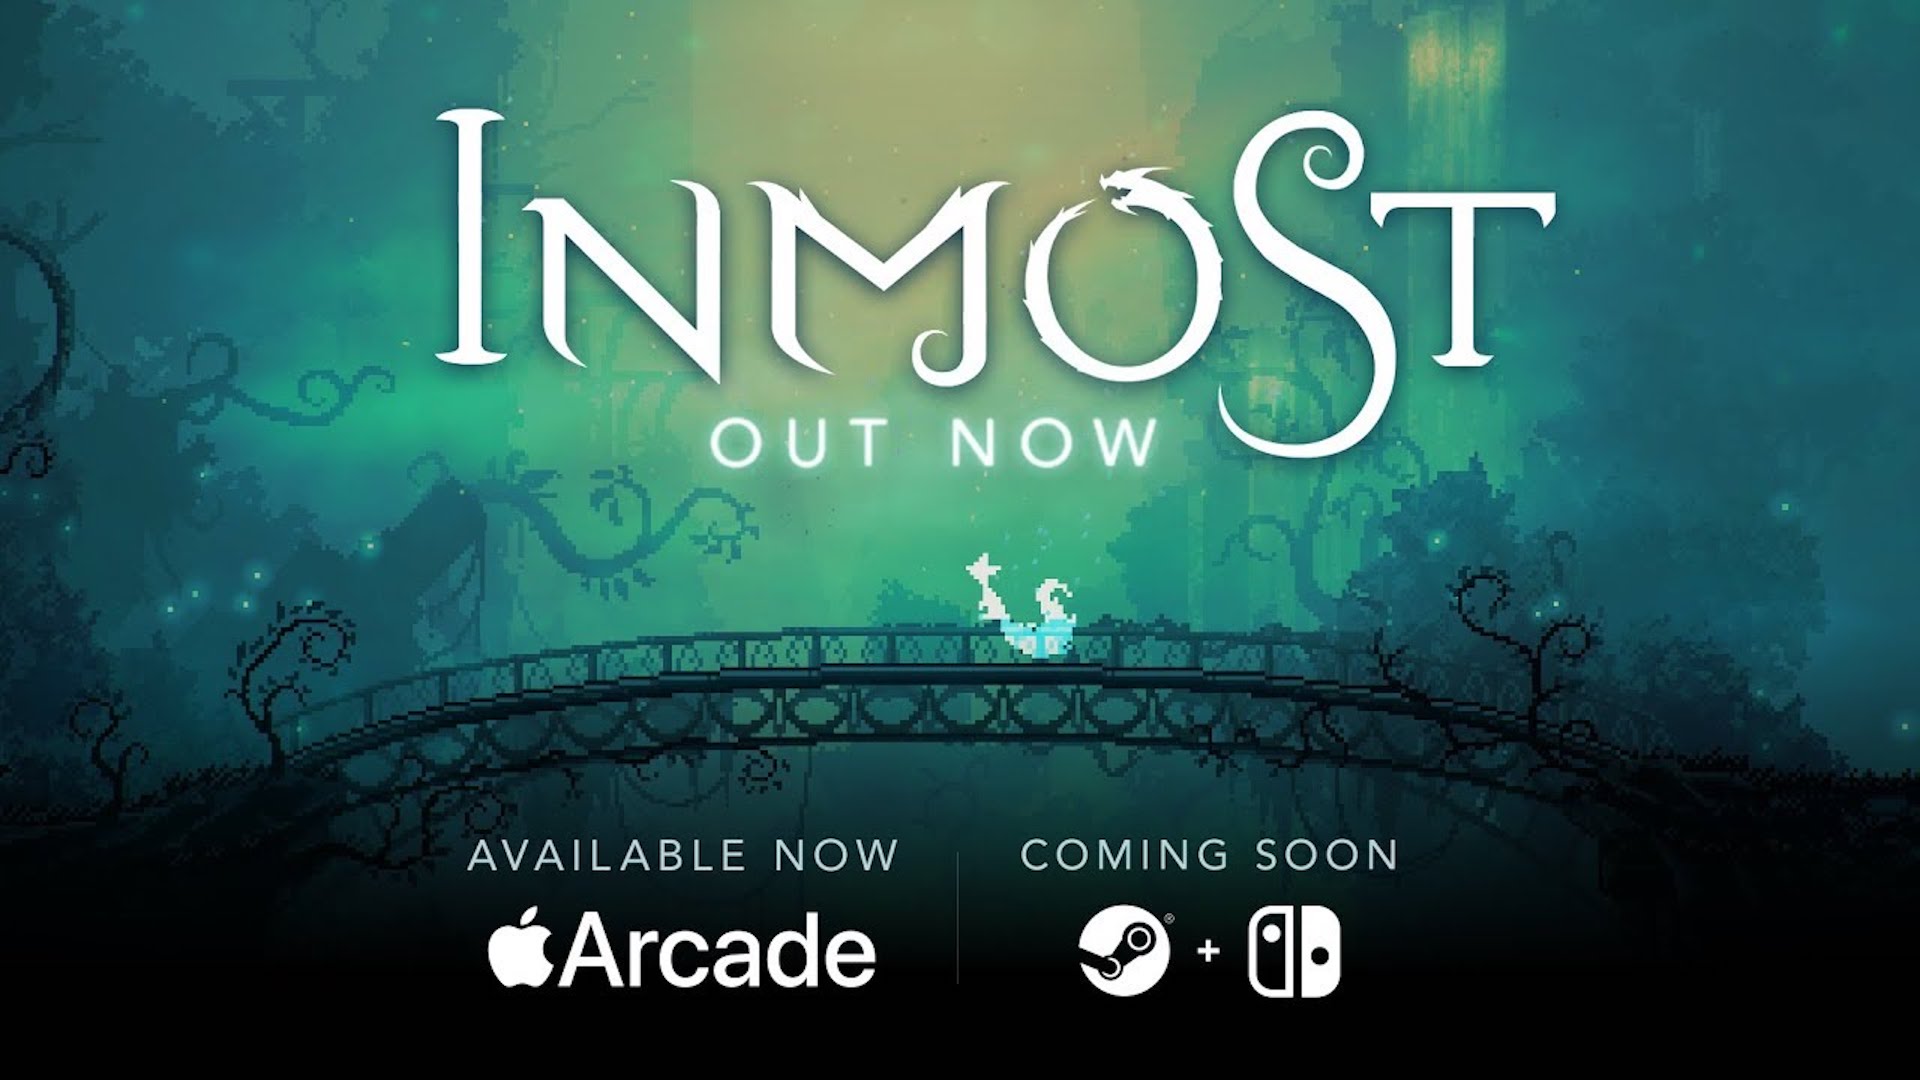 INMOST
OUT NOW
AVAILABLE NOW
Arcade
COMING SOON
® +